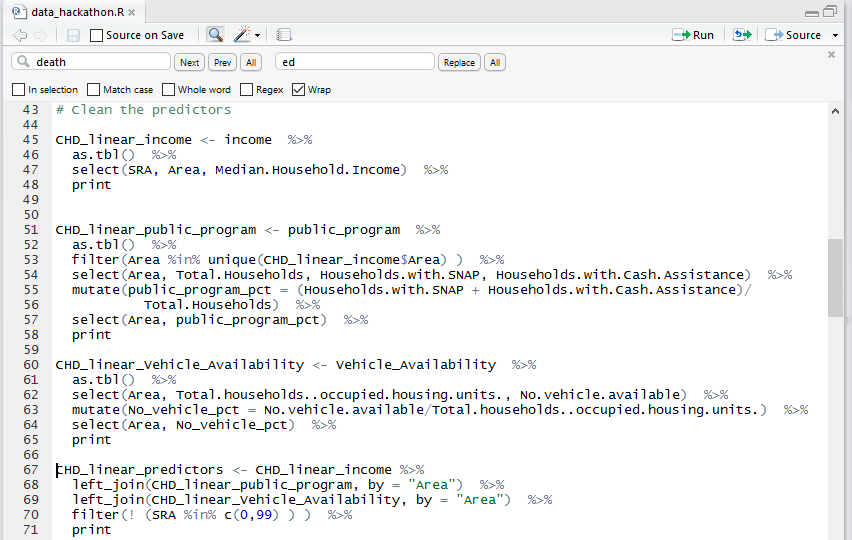 data_hackathon.R
Source on Save Run Source
death Next Prev All ed Replace All
In selection Match case Whole word Regex Wrap
43 # Clean the predictors
44
45 CHD_linear_income <- income %>%
46 as.tbl() %>%
47 select(SRA, Area, Median.Household.Income) %>%
48 print
49
50
51 CHD_linear_public_program <- public_program %>%
52 as.tbl() %>%
53 filter(Area %in% unique(CHD_linear_income$Area) ) %>%
54 select(Area, Total.Households, Households.with.SNAP, Households.with.Cash.Assistance) %>%
55 mutate(public_program_pct = (Households.with.SNAP + Households.with.Cash.Assistance)/
56 Total.Households) %>%
57 select(Area, public_program_pct) %>%
58 print
59
60 CHD_linear_Vehicle_Availability <- Vehicle_Availability %>%
61 as.tbl() %>%
62 select(Area, Total.households..occupied.housing.units., No.vehicle.available) %>%
63 mutate(No_vehicle_pct = No.vehicle.available/Total.households..occupied.housing.units.) %>%
64 select(Area, No_vehicle_pct) %>%
65 print
66
67 CHD_linear_predictors <- CHD_linear_income %>%
68 left_join(CHD_linear_public_program, by = "Area") %>%
69 left_join(CHD_linear_Vehicle_Availability, by = "Area") %>%
70 filter(! (SRA %in% c(0,99) ) ) %>%
71 print